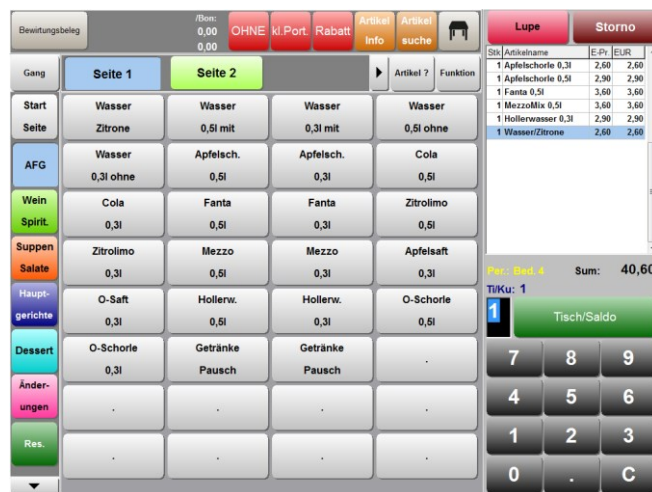 Bewirtungsbeleg
/Bon:
0,00
0,00
OHNE
kl.Port.
Rabatt
Artikel
Info
Artikel
suche
Lupe
Storno
Gang
Seite 1
Seite 2
Artikel ?
Funktion
Stk Artikelname E-Pr. EUR
1 Apfelschorle 0,3l 2,60 2,60
1 Apfelschorle 0,5l 2,90 2,90
1 Fanta 0,5l 3,60 3,60
1 MezzoMix 0,5l 3,60 3,60
1 Hollerwasser 0,3l 2,90 2,90
1 Wasser/Zitrone 2,60 2,60
Start
Seite
AFG
Wein
Spirit.
Suppen
Salate
Haupt-
gerichte
Dessert
Änder-
ungen
Res.
Wasser
Zitrone
Wasser
0,5l mit
Wasser
0,3l mit
Wasser
0,5l ohne
Wasser
0,3l ohne
Apfelsch.
0,5l
Apfelsch.
0,3l
Cola
0,5l
Cola
0,3l
Fanta
0,5l
Fanta
0,3l
Zitrolimo
0,5l
Zitrolimo
0,3l
Mezzo
0,5l
Mezzo
0,3l
Apfelsaft
0,3l
O-Saft
0,3l
Hollerw.
0,5l
Hollerw.
0,3l
O-Schorle
0,5l
O-Schorle
0,3l
Getränke
Pausch
Getränke
Pausch
.
.
.
.
.
.
.
.
.
Per.: Bed. 4 Sum: 40,60
Ti/Ku: 1
1
Tisch/Saldo
7 8 9
4 5 6
1 2 3
0 . C